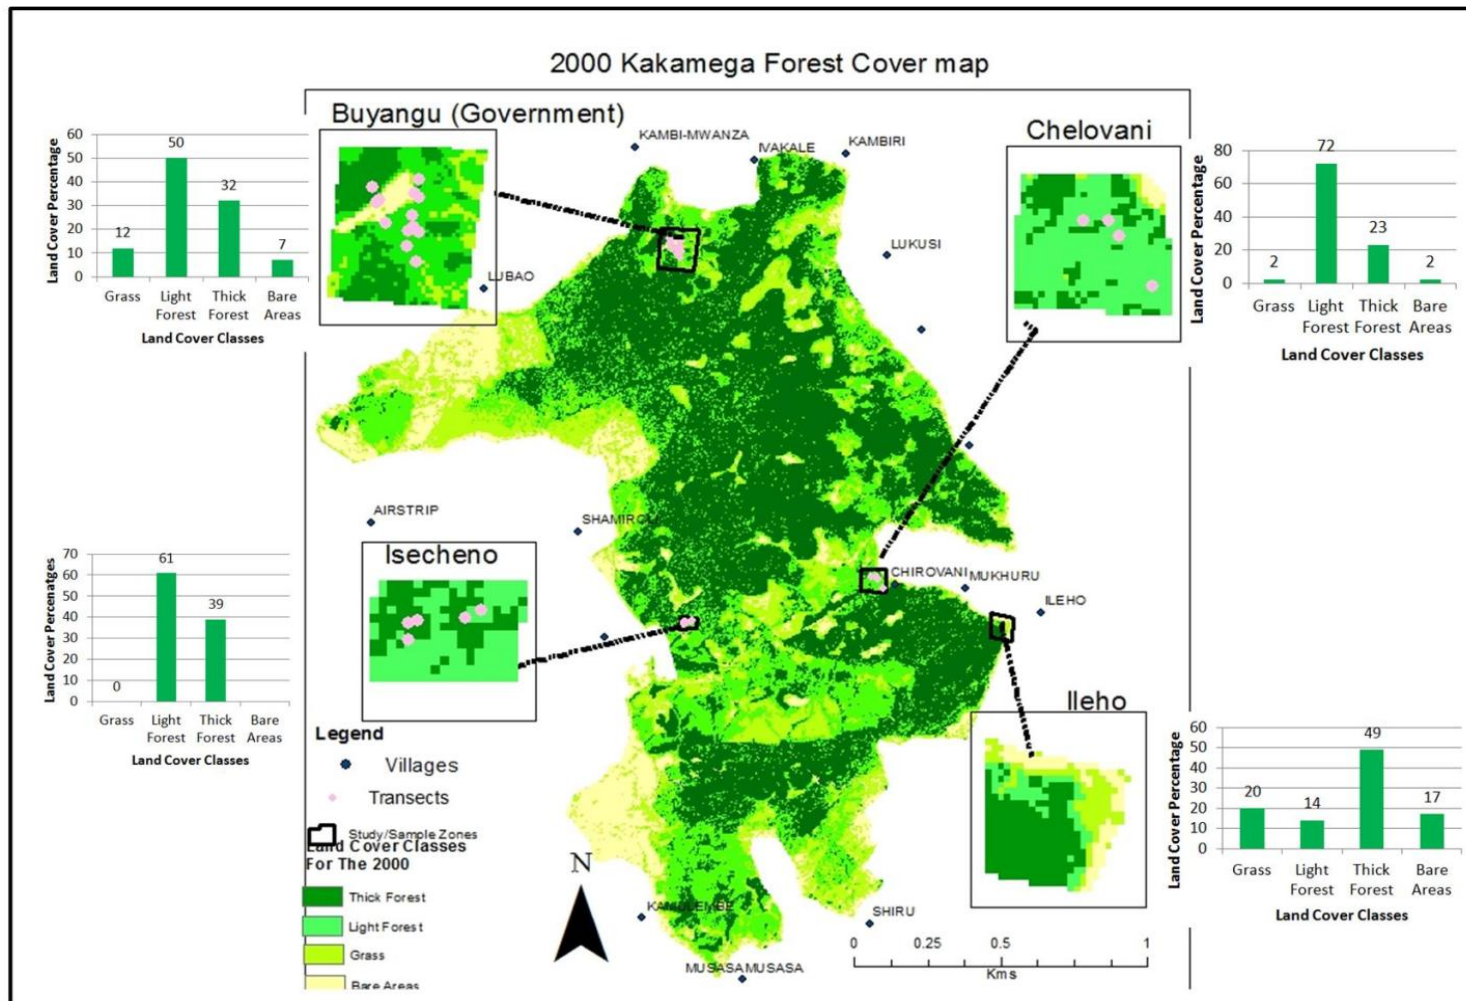 2000 Kakamega Forest Cover map
Buyangu (Government)
Chelovani
KAMBI-MWANZA
IVAKALE
KAMBIRI
LUKUSI
LUBAO
Land Cover Percentage
60
50
40
30
20
10
0
12
50
32
7
Grass
Light Forest
Thick Forest
Bare Areas
Land Cover Classes
Land Cover Percentage
80
60
40
20
0
2
72
23
2
Grass
Light Forest
Thick Forest
Bare Areas
Land Cover Classes
AIRSTRIP
Isecheno
CHIROVANI
MUKHURU
ILEHO
Land Cover Percenatges
70
60
50
40
30
20
10
0
0
61
39
Grass
Light Forest
Thick Forest
Bare Areas
Land Cover Classes
Ileho
Land Cover Percentage
60
50
40
30
20
10
0
20
14
49
17
Grass
Light Forest
Thick Forest
Bare Areas
Land Cover Classes
Legend
Villages
Transects
Study/Sample Zones
Land Cover Classes
For The 2000
Thick Forest
Light Forest
Grass
Bare Areas
N
SHIRU
MUSASAMUSASA
0
0.25
0.5
1
Kms